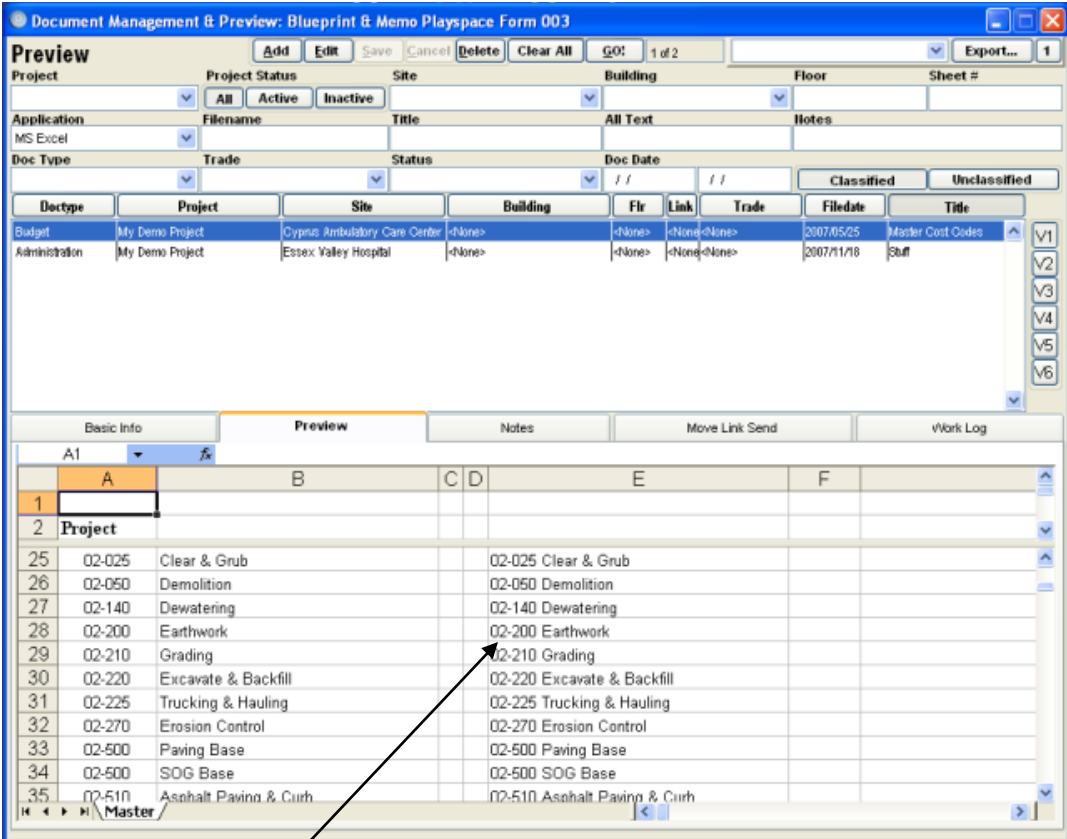 Document Management & Preview: Blueprint & Memo Playspace Form 003
Preview Add Edit Save Cancel Delete Clear All GO! 1 of 2 Export... 1
Project Project Status Site Building Floor Sheet #
All Active Inactive
Application Filename Title All Text Notes
MS Excel
Doc Type Trade Status Doc Date
/ / / / Classified Unclassified
Doctype Project Site Building Flr Link Trade Filedate Title
Budget My Demo Project Cyprus Ambulatory Care Center <None> <None> <None <None> 2007/05/25 Master Cost Codes
Administration My Demo Project Essex Valley Hospital <None> <None> <None <None> 2007/11/18 Stuff
V1
V2
V3
V4
V5
V6
Basic Info Preview Notes Move Link Send Work Log
A1 fx
A B C D E F
1
2 Project
25 02-025 Clear & Grub 02-025 Clear & Grub
26 02-050 Demolition 02-050 Demolition
27 02-140 Dewatering 02-140 Dewatering
28 02-200 Earthwork 02-200 Earthwork
29 02-210 Grading 02-210 Grading
30 02-220 Excavate & Backfill 02-220 Excavate & Backfill
31 02-225 Trucking & Hauling 02-225 Trucking & Hauling
32 02-270 Erosion Control 02-270 Erosion Control
33 02-500 Paving Base 02-500 Paving Base
34 02-500 SOG Base 02-500 SOG Base
35 02-510 Asphalt Paving & Curb 02-510 Asphalt Paving & Curb
Master